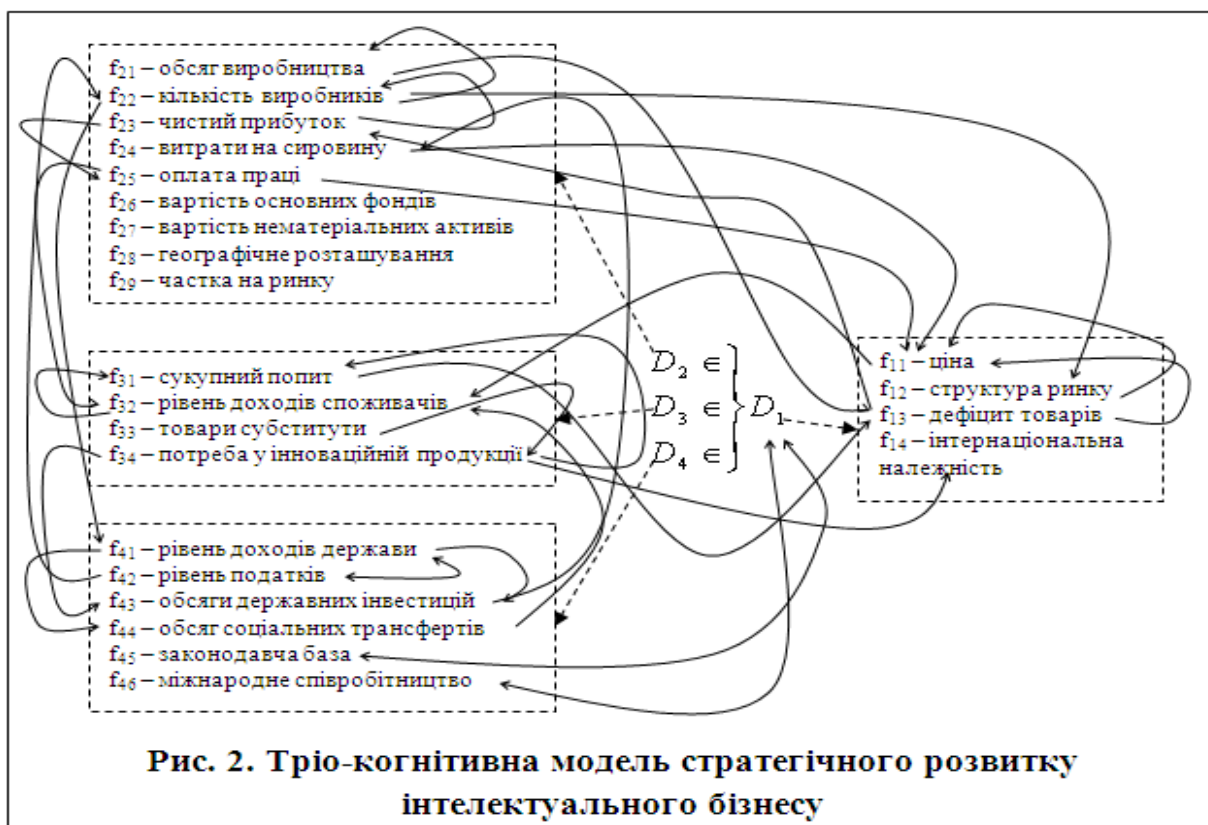 f21 – обсяг виробництва
f22 – кількість виробників
f23 – чистий прибуток
f24 – витрати на сировину
f25 – оплата праці
f26 – вартість основних фондів
f27 – вартість нематеріальних активів
f28 – географічне розташування
f29 – частка на ринку
f31 – сукупний попит
f32 – рівень доходів споживачів
f33 – товари субститути
f34 – потреба у інноваційній продукції
D2 ∈
D3 ∈ } D1
D4 ∈
f11 – ціна
f12 – структура ринку
f13 – дефіцит товарів
f14 – інтернаціональна
належність
f41 – рівень доходів держави
f42 – рівень податків
f43 – обсяги державних інвестицій
f44 – обсяг соціальних трансфертів
f45 – законодавча база
f46 – міжнародне співробітництво
Рис. 2. Тріо-когнітивна модель стратегічного розвитку
інтелектуального бізнесу